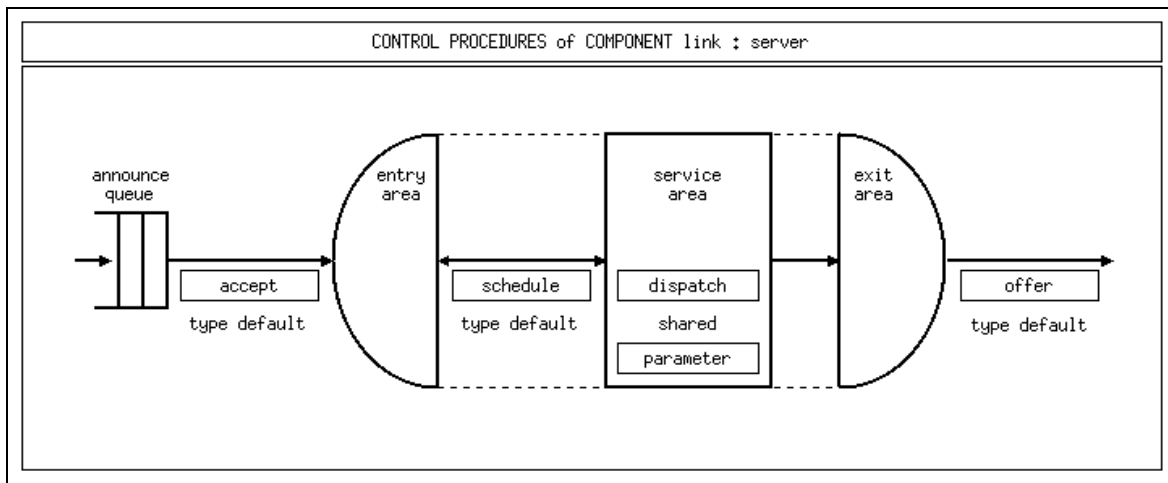 CONTROL PROCEDURES of COMPONENT link : server
announce
queue
entry
area
service
area
exit
area
accept
schedule
dispatch
offer
type default
type default
shared
type default
parameter